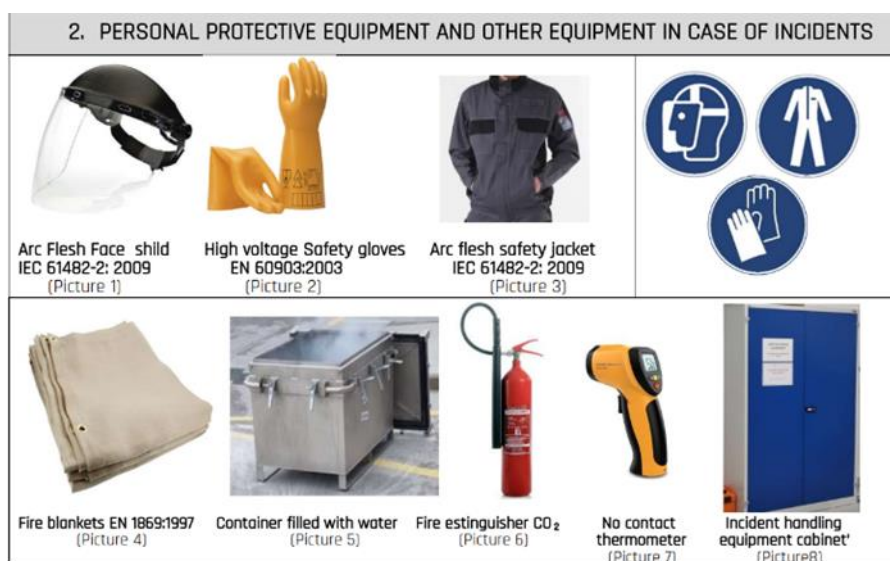 2. PERSONAL PROTECTIVE EQUIPMENT AND OTHER EQUIPMENT IN CASE OF INCIDENTS
Arc Flesh Face shild
IEC 61482-2: 2009
(Picture 1)
High voltage Safety gloves
EN 60903:2003
(Picture 2)
Arc flesh safety jacket
IEC 61482-2: 2009
(Picture 3)
Fire blankets EN 1869:1997
(Picture 4)
Container filled with water
(Picture 5)
Fire estinguisher CO₂
(Picture 6)
No contact
thermometer
(Picture 7)
Incident handling
equipment cabinet'
(Picture8)